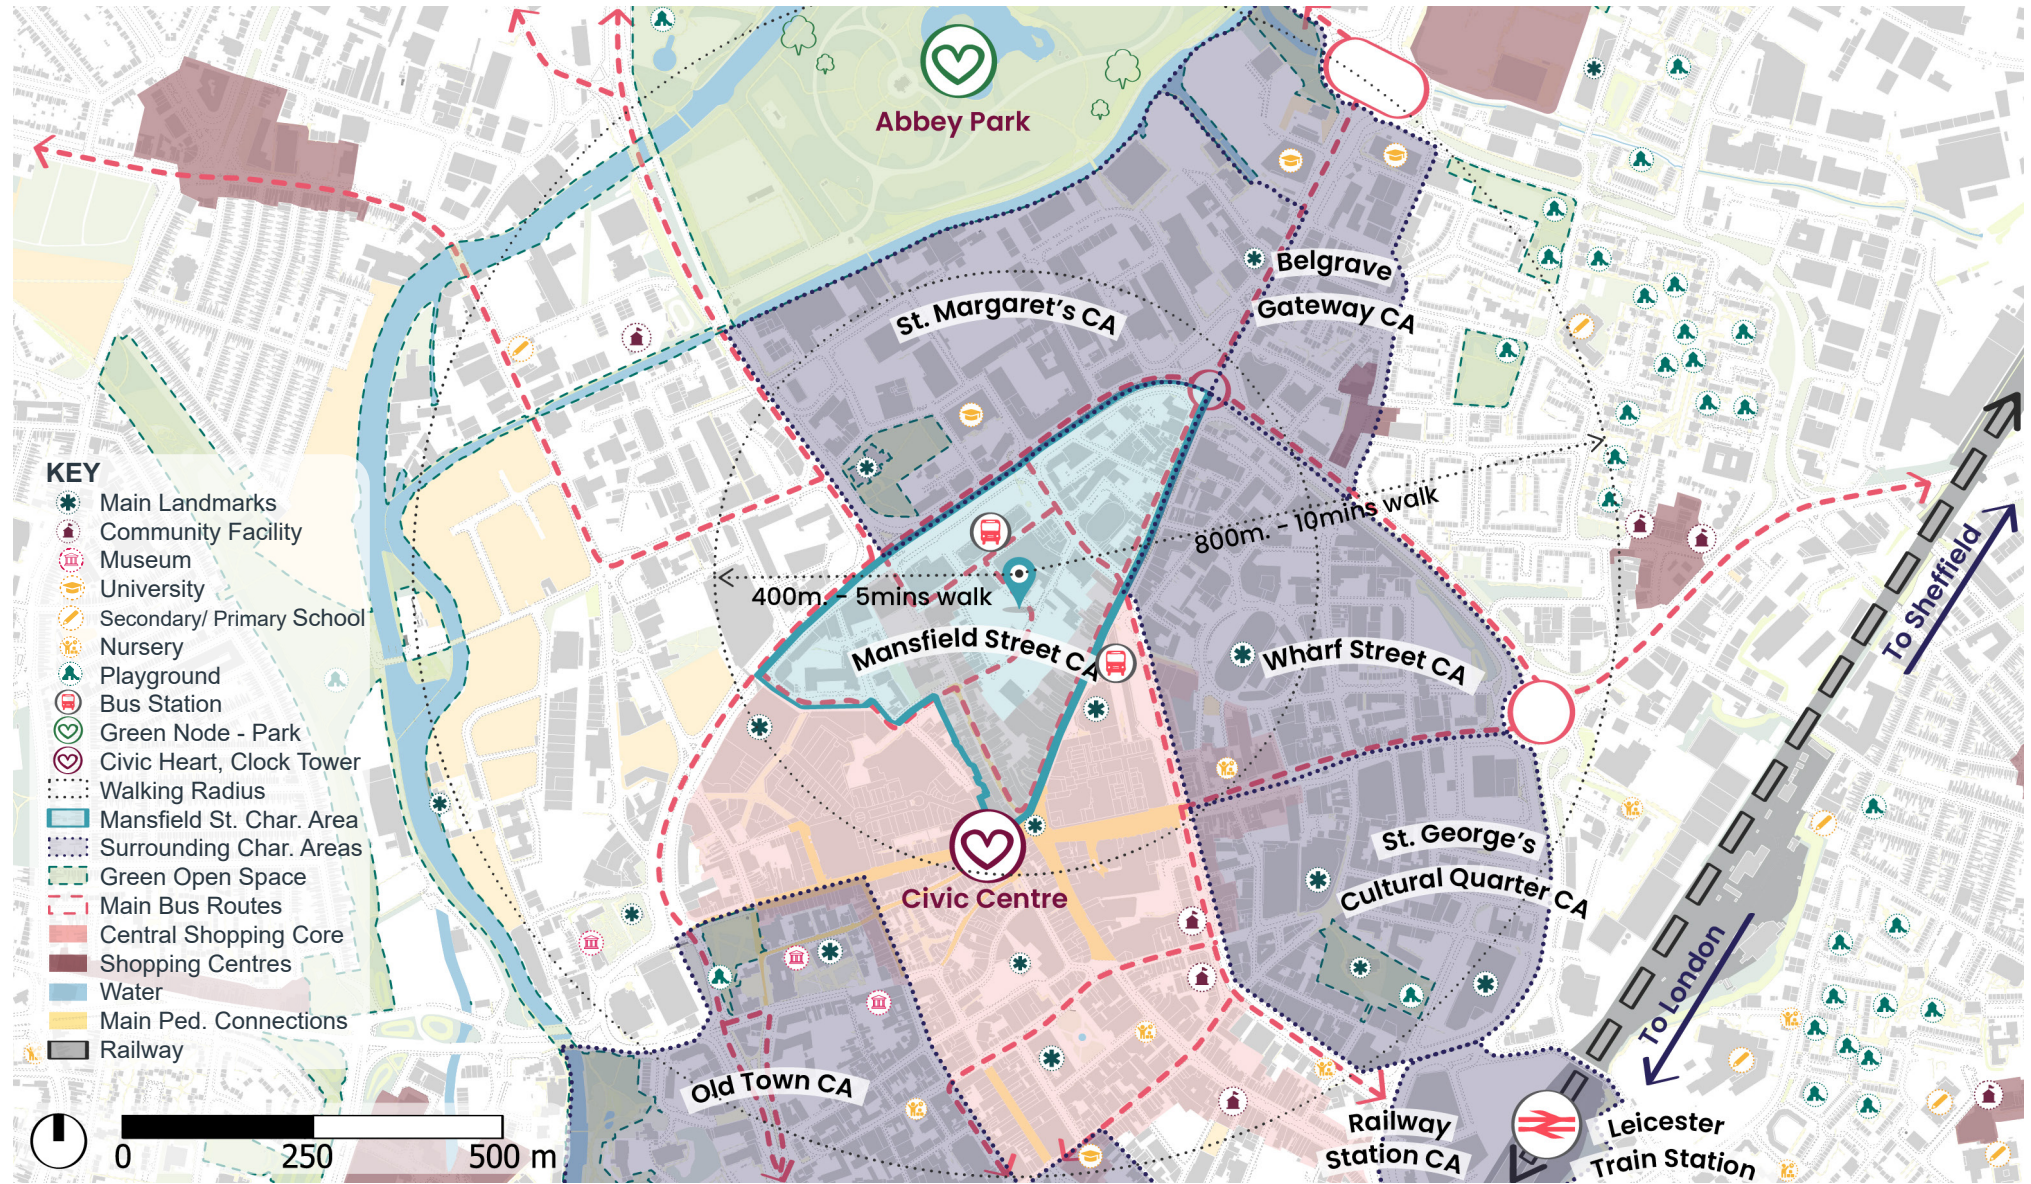 Abbey Park
St. Margaret's CA
Belgrave
Gateway CA
800m. - 10mins walk
400m. - 5mins walk
Mansfield Street CA
Wharf Street CA
To Sheffield
St. George's
Cultural Quarter CA
Civic Centre
To London
Old Town CA
Railway
Station CA
Leicester
Train Station
KEY
Main Landmarks
Community Facility
Museum
University
Secondary/ Primary School
Nursery
Playground
Bus Station
Green Node - Park
Civic Heart, Clock Tower
Walking Radius
Mansfield St. Char. Area
Surrounding Char. Areas
Green Open Space
Main Bus Routes
Central Shopping Core
Shopping Centres
Water
Main Ped. Connections
Railway
0 250 500 m